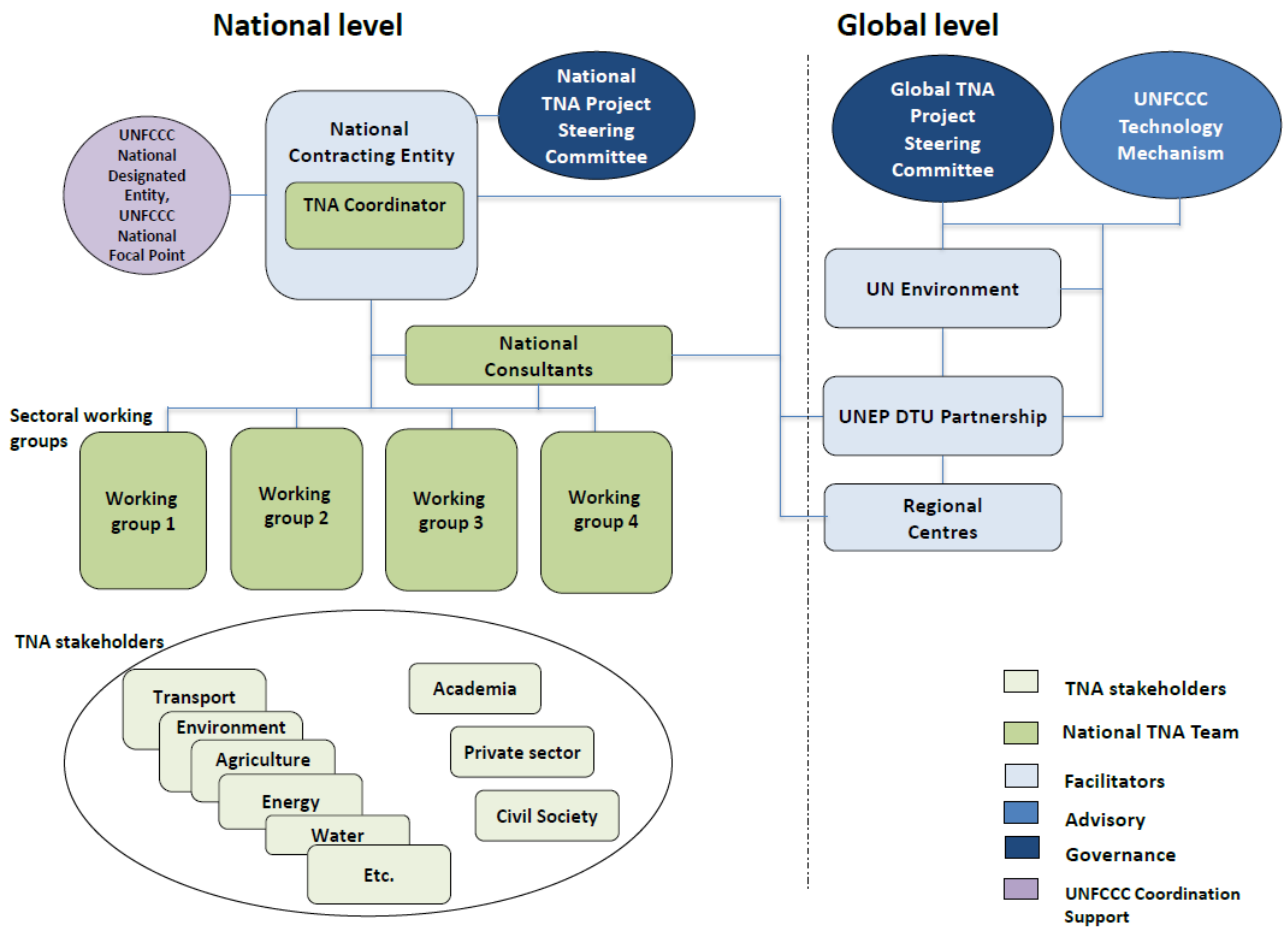 National level
Global level
National
TNA Project
Steering
Committee
Global TNA
Project
Steering
Committee
UNFCCC
Technology
Mechanism
UNFCCC
National
Designated
Entity,
UNFCCC
National
Focal Point
National
Contracting Entity
TNA Coordinator
UN Environment
National
Consultants
UNEP DTU Partnership
Sectoral working
groups
Working
group 1
Working
group 2
Working
group 3
Working
group 4
Regional
Centres
TNA stakeholders
Transport
Environment
Agriculture
Energy
Water
Etc.
Academia
Private sector
Civil Society
TNA stakeholders
National TNA Team
Facilitators
Advisory
Governance
UNFCCC Coordination
Support